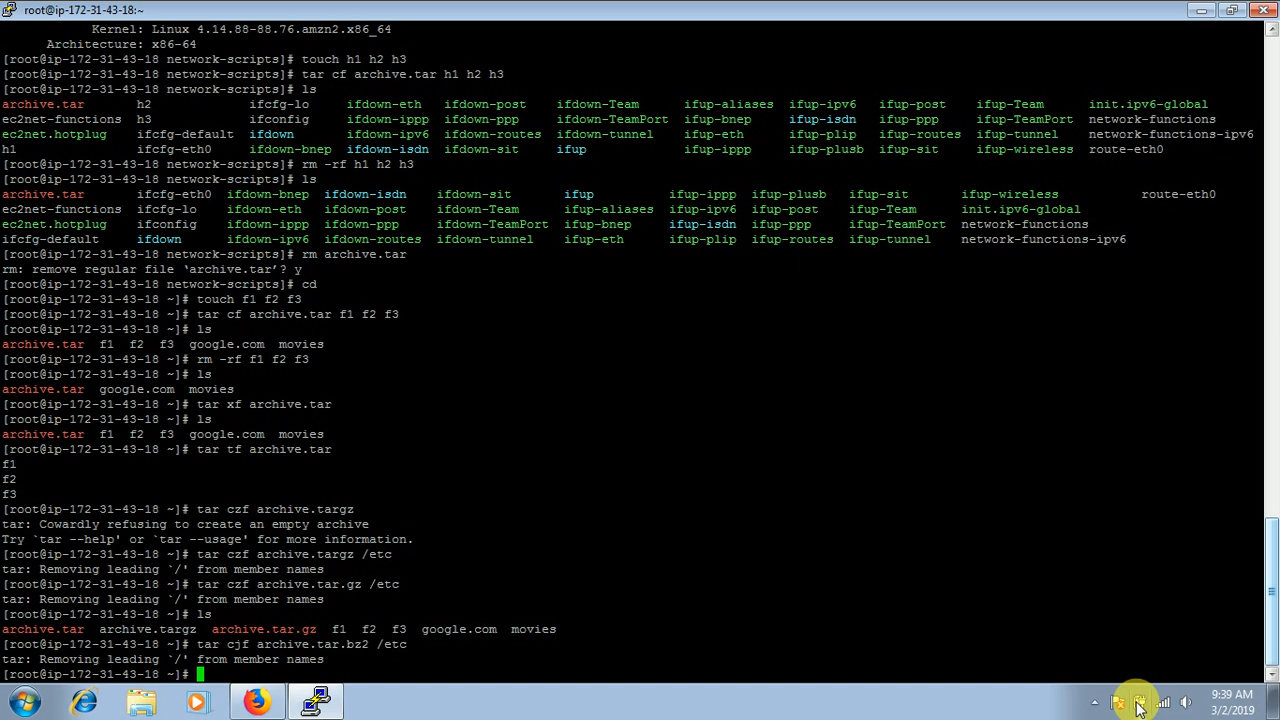 root@ip-172-31-43-18:~
Kernel: Linux 4.14.88-88.76.amzn2.x86_64
Architecture: x86-64
[root@ip-172-31-43-18 network-scripts]# touch h1 h2 h3
[root@ip-172-31-43-18 network-scripts]# tar cf archive.tar h1 h2 h3
[root@ip-172-31-43-18 network-scripts]# ls
archive.tar h2 ifcfg-lo ifdown-eth ifdown-post ifdown-Team ifup-aliases ifup-ipv6 ifup-post ifup-Team init.ipv6-global
ec2net-functions h3 ifconfig ifdown-ippp ifdown-ppp ifdown-TeamPort ifup-bnep ifup-isdn ifup-ppp ifup-TeamPort network-functions
ec2net.hotplug ifcfg-default ifdown ifdown-ipv6 ifdown-routes ifdown-tunnel ifup-eth ifup-plip ifup-routes ifup-tunnel network-functions-ipv6
h1 ifcfg-eth0 ifdown-bnep ifdown-isdn ifdown-sit ifup ifup-ippp ifup-plusb ifup-sit ifup-wireless route-eth0
[root@ip-172-31-43-18 network-scripts]# rm -rf h1 h2 h3
[root@ip-172-31-43-18 network-scripts]# ls
archive.tar ifcfg-eth0 ifdown-bnep ifdown-isdn ifdown-sit ifup ifup-ippp ifup-plusb ifup-sit ifup-wireless route-eth0
ec2net-functions ifcfg-lo ifdown-eth ifdown-post ifdown-Team ifup-aliases ifup-ipv6 ifup-post ifup-Team init.ipv6-global
ec2net.hotplug ifconfig ifdown-ippp ifdown-ppp ifdown-TeamPort ifup-bnep ifup-isdn ifup-ppp ifup-TeamPort network-functions
ifcfg-default ifdown ifdown-ipv6 ifdown-routes ifdown-tunnel ifup-eth ifup-plip ifup-routes ifup-tunnel network-functions-ipv6
[root@ip-172-31-43-18 network-scripts]# rm archive.tar
rm: remove regular file ‘archive.tar’? y
[root@ip-172-31-43-18 network-scripts]# cd
[root@ip-172-31-43-18 ~]# touch f1 f2 f3
[root@ip-172-31-43-18 ~]# tar cf archive.tar f1 f2 f3
[root@ip-172-31-43-18 ~]# ls
archive.tar f1 f2 f3 google.com movies
[root@ip-172-31-43-18 ~]# rm -rf f1 f2 f3
[root@ip-172-31-43-18 ~]# ls
archive.tar google.com movies
[root@ip-172-31-43-18 ~]# tar xf archive.tar
[root@ip-172-31-43-18 ~]# ls
archive.tar f1 f2 f3 google.com movies
[root@ip-172-31-43-18 ~]# tar tf archive.tar
f1
f2
f3
[root@ip-172-31-43-18 ~]# tar czf archive.targz
tar: Cowardly refusing to create an empty archive
Try `tar --help' or `tar --usage' for more information.
[root@ip-172-31-43-18 ~]# tar czf archive.targz /etc
tar: Removing leading `/' from member names
[root@ip-172-31-43-18 ~]# tar czf archive.tar.gz /etc
tar: Removing leading `/' from member names
[root@ip-172-31-43-18 ~]# ls
archive.tar archive.targz archive.tar.gz f1 f2 f3 google.com movies
[root@ip-172-31-43-18 ~]# tar cjf archive.tar.bz2 /etc
tar: Removing leading `/' from member names
[root@ip-172-31-43-18 ~]#
9:39 AM
3/2/2019